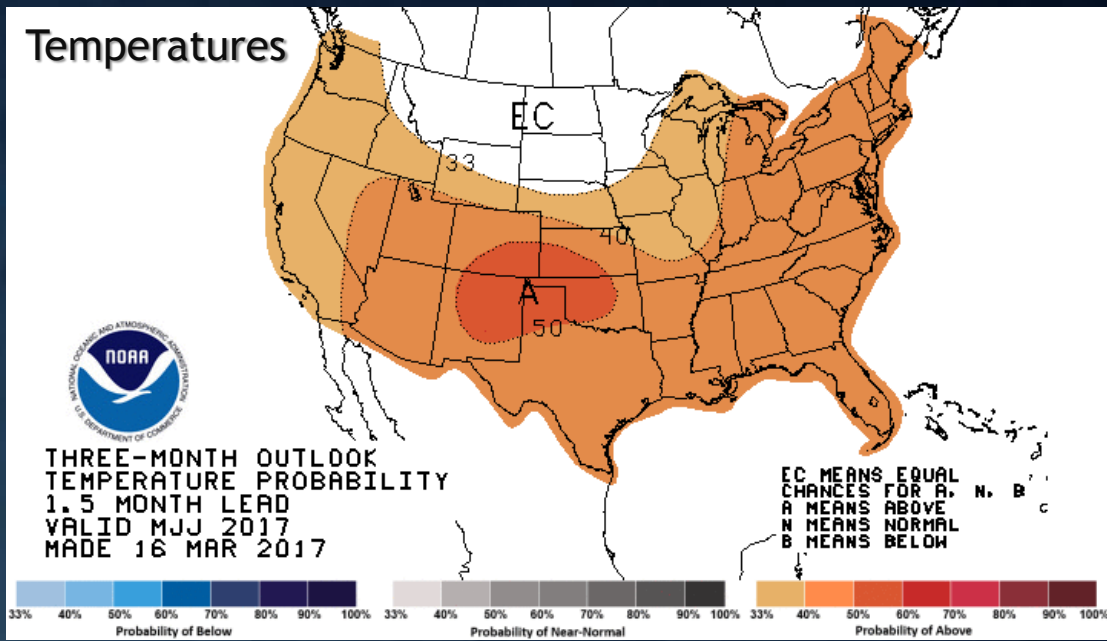 Temperatures
EC
33
40
A
50
NATIONAL OCEANIC AND ATMOSPHERIC ADMINISTRATION
NOAA
U.S. DEPARTMENT OF COMMERCE
THREE-MONTH OUTLOOK
TEMPERATURE PROBABILITY
1.5 MONTH LEAD
VALID MJJ 2017
MADE 16 MAR 2017
EC MEANS EQUAL
CHANCES FOR A, N, B
A MEANS ABOVE
N MEANS NORMAL
B MEANS BELOW
33% 40% 50% 60% 70% 80% 90% 100%
Probability of Below
33% 40% 50% 60% 70% 80% 90% 100%
Probability of Near-Normal
33% 40% 50% 60% 70% 80% 90% 100%
Probability of Above